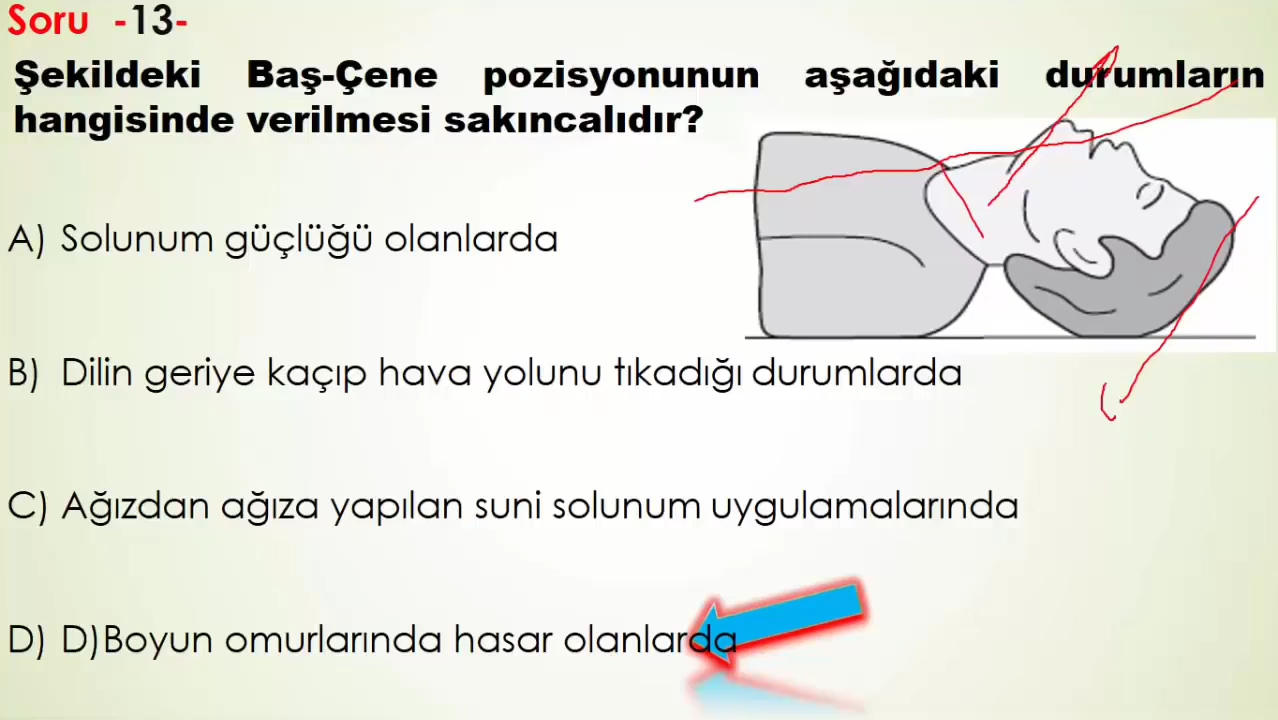 Soru -13-
Şekildeki Baş-Çene pozisyonunun aşağıdaki durumların
hangisinde verilmesi sakıncalıdır?
A) Solunum güçlüğü olanlarda
B) Dilin geriye kaçıp hava yolunu tıkadığı durumlarda
C) Ağızdan ağıza yapılan suni solunum uygulamalarında
D) D)Boyun omurlarında hasar olanlarda